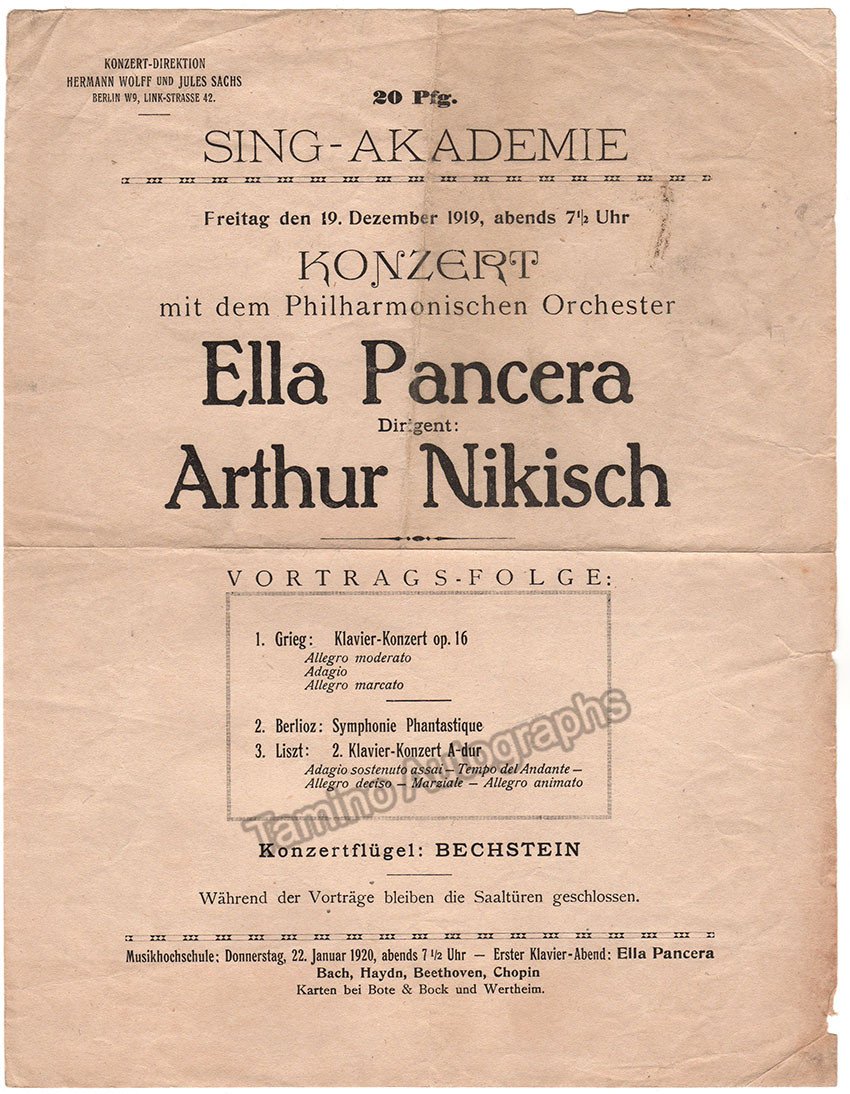 KONZERT-DIREKTION
HERMANN WOLFF UND JULES SACHS
BERLIN W9, LINK-STRASSE 42.
20 Pfg.
SING-AKADEMIE
Freitag den 19. Dezember 1919, abends 7½ Uhr
KONZERT
mit dem Philharmonischen Orchester
Ella Pancera
Dirigent:
Arthur Nikisch
VORTRAGS-FOLGE:
1. Grieg: Klavier-Konzert op. 16
Allegro moderato
Adagio
Allegro marcato
2. Berlioz: Symphonie Phantastique
3. Liszt: 2. Klavier-Konzert A-dur
Adagio sostenuto assai – Tempo del Andante –
Allegro deciso – Marziale – Allegro animato
Tamino Autographs
Konzertflügel: BECHSTEIN
Während der Vorträge bleiben die Saaltüren geschlossen.
Musikhochschule: Donnerstag, 22. Januar 1920, abends 7 1/2 Uhr — Erster Klavier-Abend: Ella Pancera
Bach, Haydn, Beethoven, Chopin
Karten bei Bote & Bock und Wertheim.